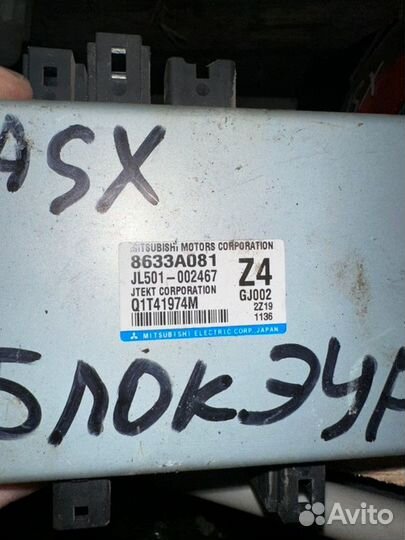 ASX
MITSUBISHI MOTORS CORPORATION
8633A081
JL501-002467
Z4
JTEKT CORPORATION
GJ002
Q1T41974M
2Z19
1136
MITSUBISHI ELECTRIC CORP. JAPAN
БЛОК ЭУР
Avito